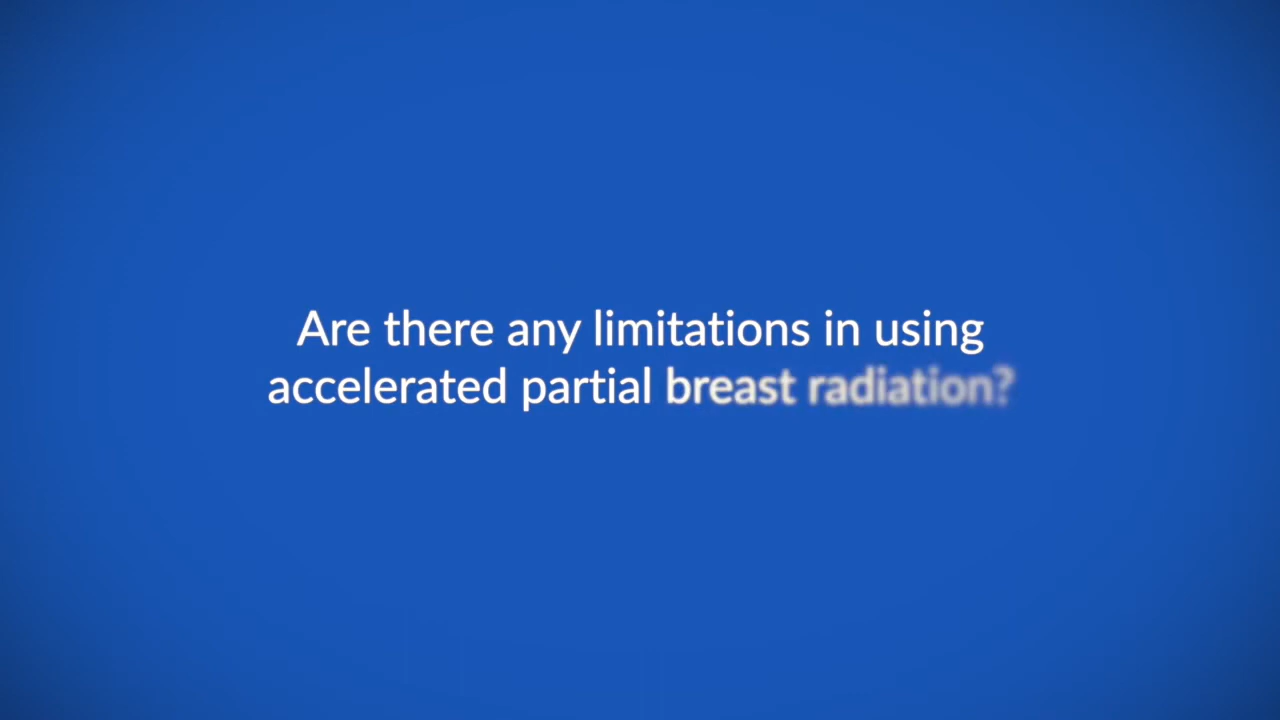 Are there any limitations in using
accelerated partial breast radiation?